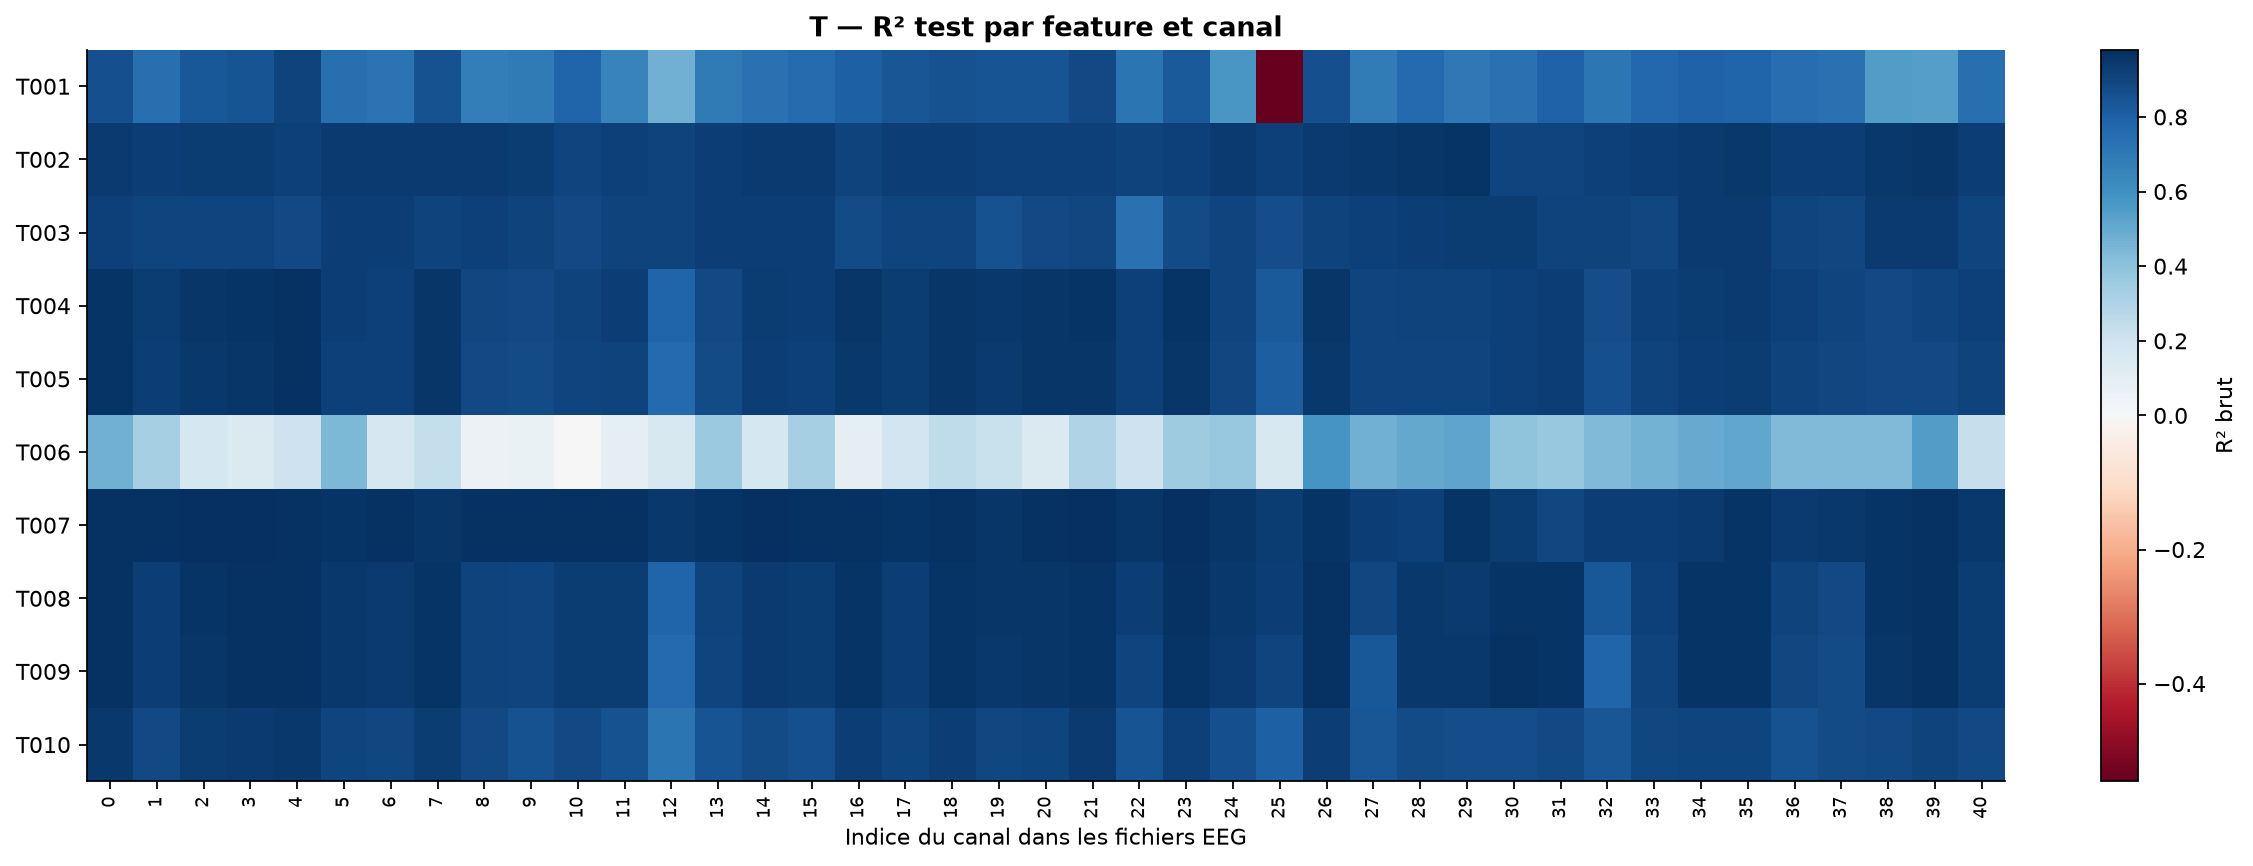 T — R² test par feature et canal
T001
T002
T003
T004
T005
T006
T007
T008
T009
T010
0 1 2 3 4 5 6 7 8 9 10 11 12 13 14 15 16 17 18 19 20 21 22 23 24 25 26 27 28 29 30 31 32 33 34 35 36 37 38 39 40
Indice du canal dans les fichiers EEG
0.8
0.6
0.4
0.2
0.0
−0.2
−0.4
R² brut